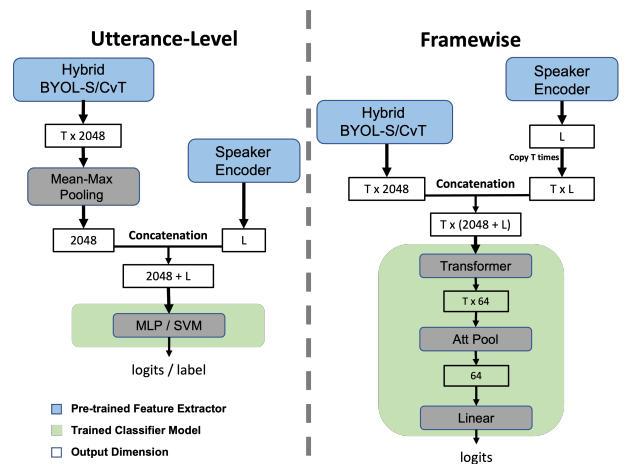 Utterance-Level
Hybrid
BYOL-S/CvT
T x 2048
Mean-Max
Pooling
2048
Speaker
Encoder
L
Concatenation
2048 + L
MLP / SVM
logits / label
Pre-trained Feature Extractor
Trained Classifier Model
Output Dimension
Framewise
Hybrid
BYOL-S/CvT
T x 2048
Speaker
Encoder
L
Copy T times
T x L
Concatenation
T x (2048 + L)
Transformer
T x 64
Att Pool
64
Linear
logits